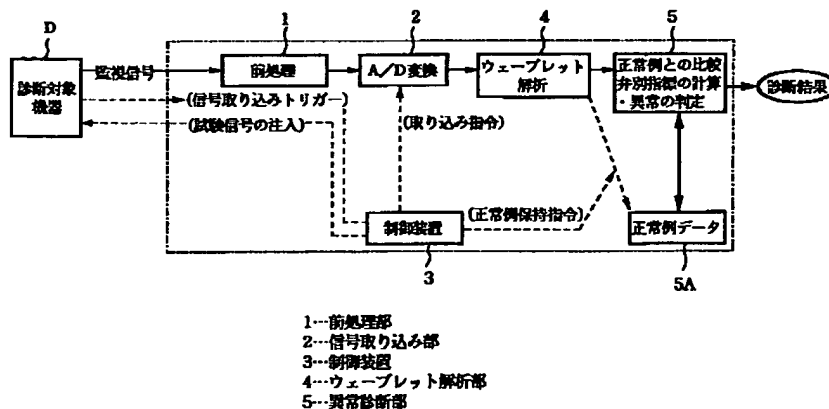 D
診断対象
機器
監視信号
(信号取り込みトリガー)
(試験信号の注入)
1
前処理
2
A/D変換
4
ウェーブレット
解析
5
正常例との比較
弁別指標の計算
・異常の判定
診断結果
(取り込み指令)
制御装置
3
(正常例保持指令)
正常例データ
5A
1…前処理部
2…信号取り込み部
3…制御装置
4…ウェーブレット解析部
5…異常診断部